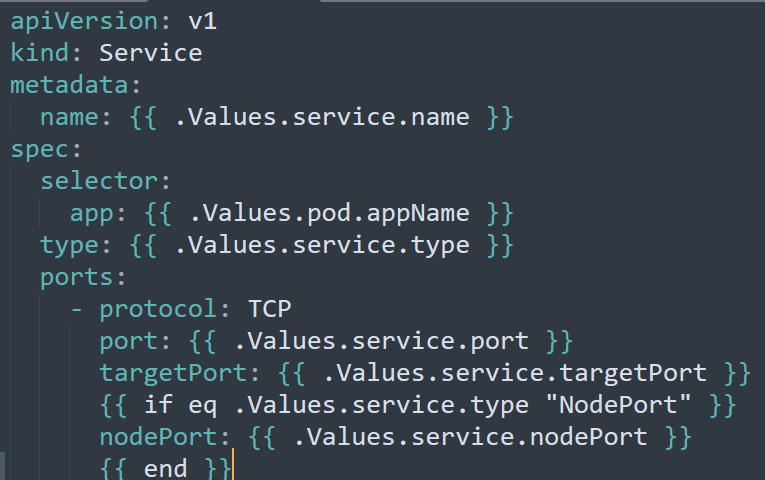 apiVersion: v1
kind: Service
metadata:
  name: {{ .Values.service.name }}
spec:
  selector:
    app: {{ .Values.pod.appName }}
  type: {{ .Values.service.type }}
  ports:
    - protocol: TCP
      port: {{ .Values.service.port }}
      targetPort: {{ .Values.service.targetPort }}
      {{ if eq .Values.service.type "NodePort" }}
      nodePort: {{ .Values.service.nodePort }}
      {{ end }}